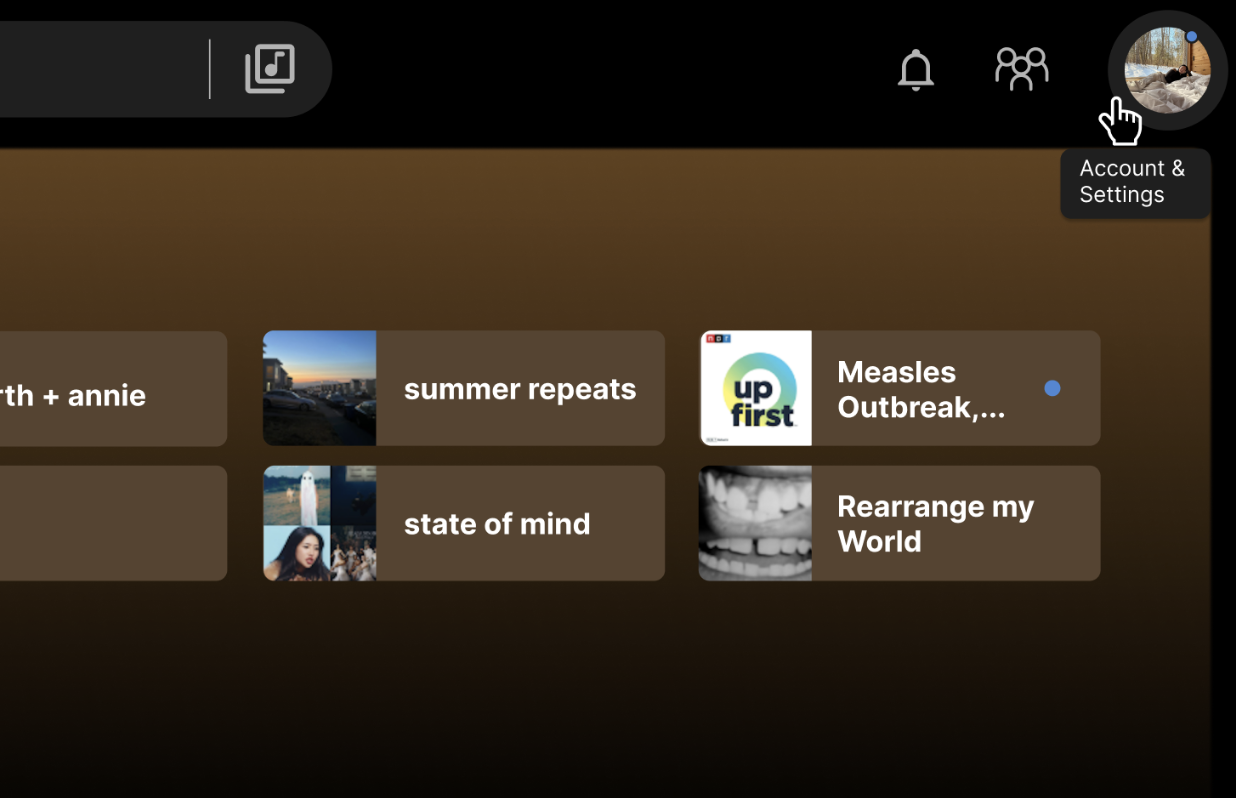 Account &
Settings
rth + annie
summer repeats
npr
up
first
Measles
Outbreak,...
state of mind
Rearrange my
World